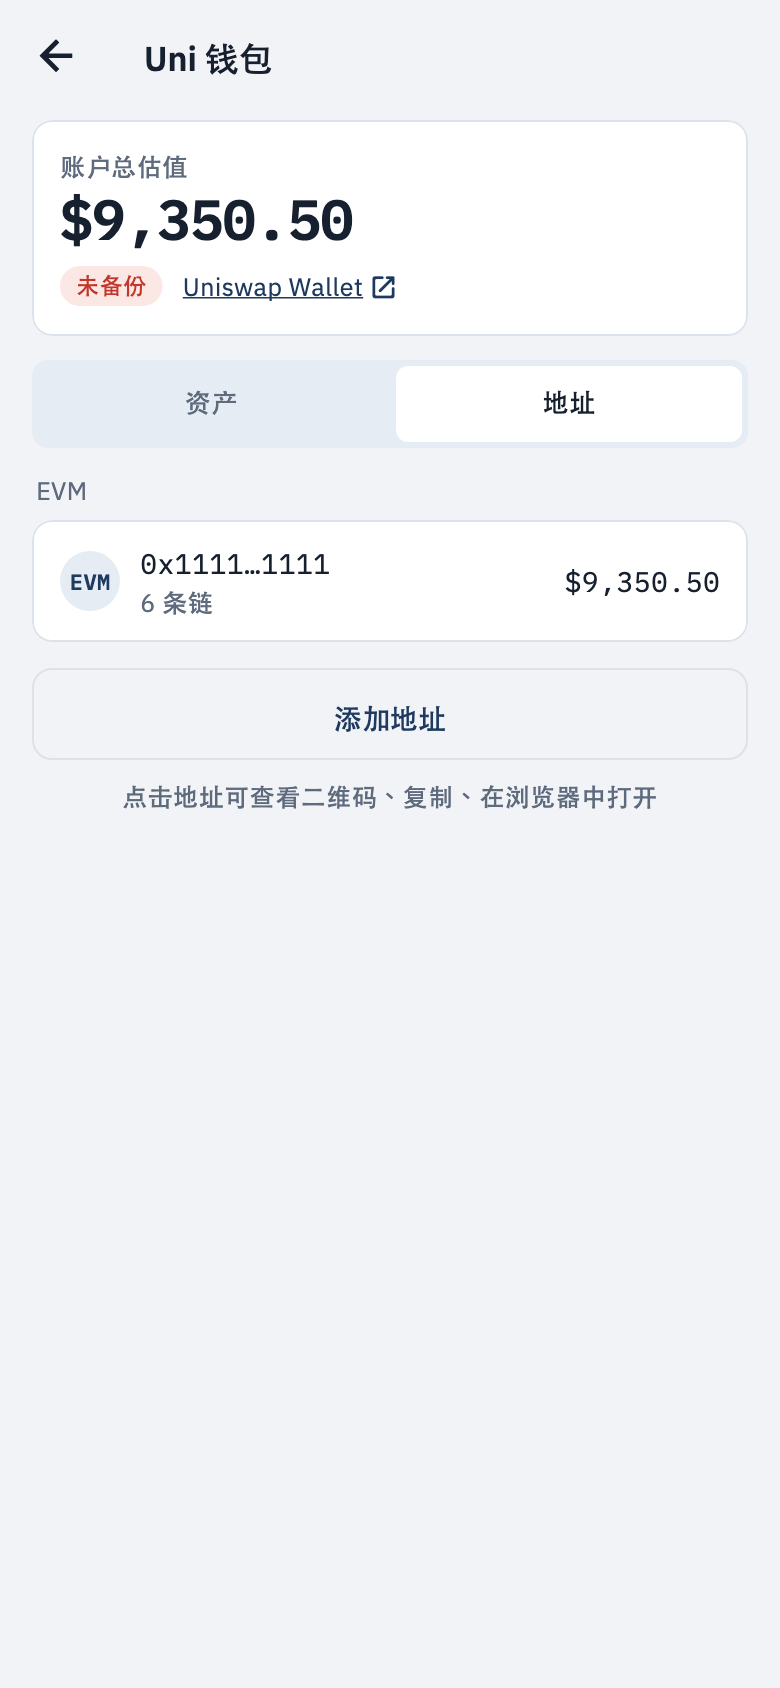 Uni 钱包
账户总估值
$9,350.50
未备份 Uniswap Wallet
资产 地址
EVM
EVM 0x1111…1111 $9,350.50
6 条链
添加地址
点击地址可查看二维码、复制、在浏览器中打开